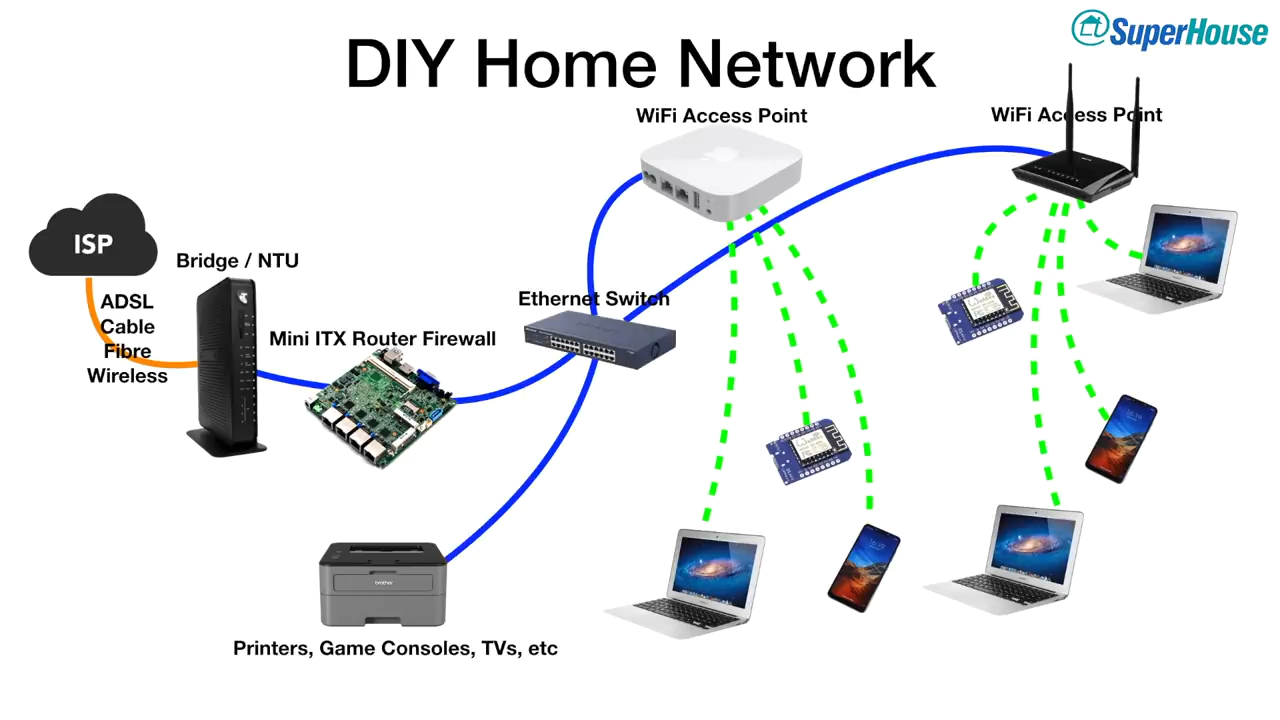 SuperHouse
DIY Home Network
WiFi Access Point
WiFi Access Point
ISP
Bridge / NTU
ADSL
Cable
Fibre
Wireless
Mini ITX Router Firewall
Ethernet Switch
brother
Printers, Game Consoles, TVs, etc